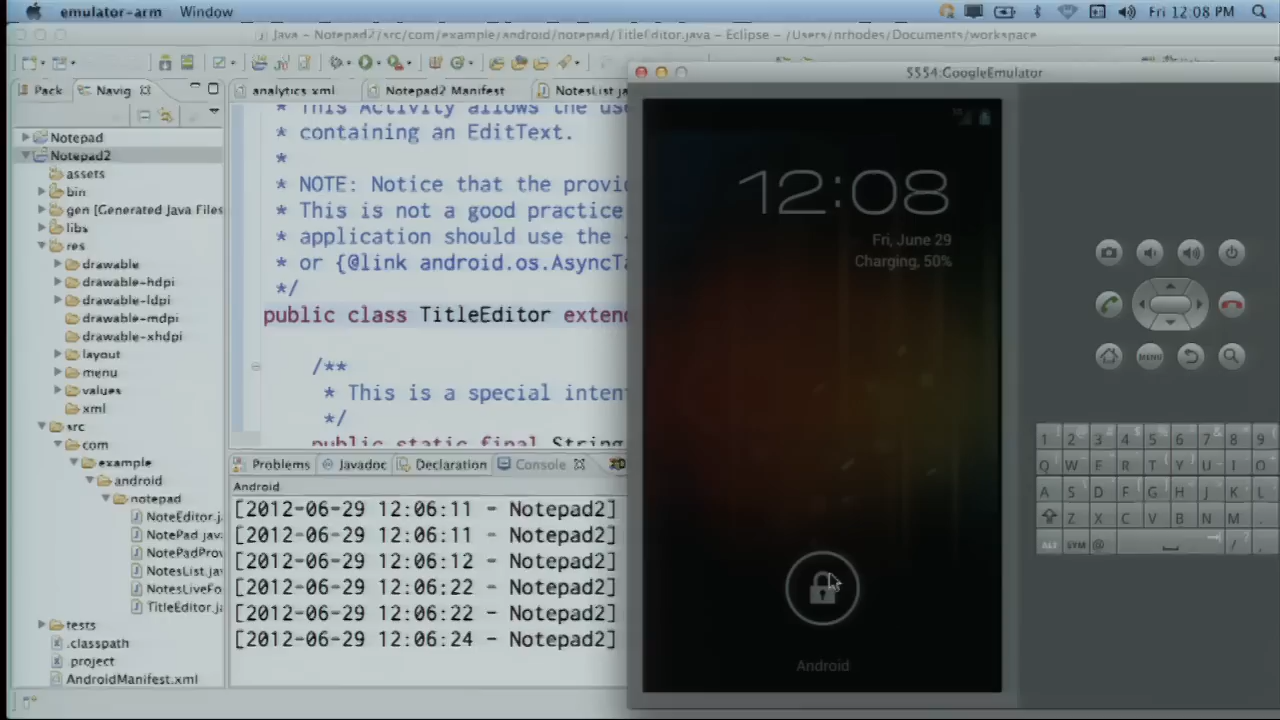 emulator-arm Window Fri 12:08 PM
Java - Notepad2/src/com/example/android/notepad/TitleEditor.java - Eclipse - /Users/nrhodes/Documents/workspace
5554:GoogleEmulator
Pack Navig
analytics.xml Notepad2 Manifest NotesList.ja
Notepad
Notepad2
assets
bin
gen [Generated Java Files
libs
res
drawable
drawable-hdpi
drawable-ldpi
drawable-mdpi
drawable-xhdpi
layout
menu
values
xml
src
com
example
android
notepad
NoteEditor.ja
NotePad.java
NotePadProv
NotesList.jav
NotesLiveFo
TitleEditor.ja
tests
.classpath
.project
AndroidManifest.xml
* This Activity allows the use
* containing an EditText.
*
* NOTE: Notice that the provid
* This is not a good practice
* application should use the
* or {@link android.os.AsyncTa
*/
public class TitleEditor extend
/**
* This is a special intent
*/
public static final String
Problems Javadoc Declaration Console
Android
[2012-06-29 12:06:11 - Notepad2]
[2012-06-29 12:06:11 - Notepad2]
[2012-06-29 12:06:12 - Notepad2]
[2012-06-29 12:06:22 - Notepad2]
[2012-06-29 12:06:22 - Notepad2]
[2012-06-29 12:06:24 - Notepad2]
12:08
Fri, June 29
Charging, 50%
Android
MENU
1 2 3 4 5 6 7 8 9
Q W E R T Y U I O
A S D F G H J K L
Z X C V B N M .
ALT SYM @ / ,